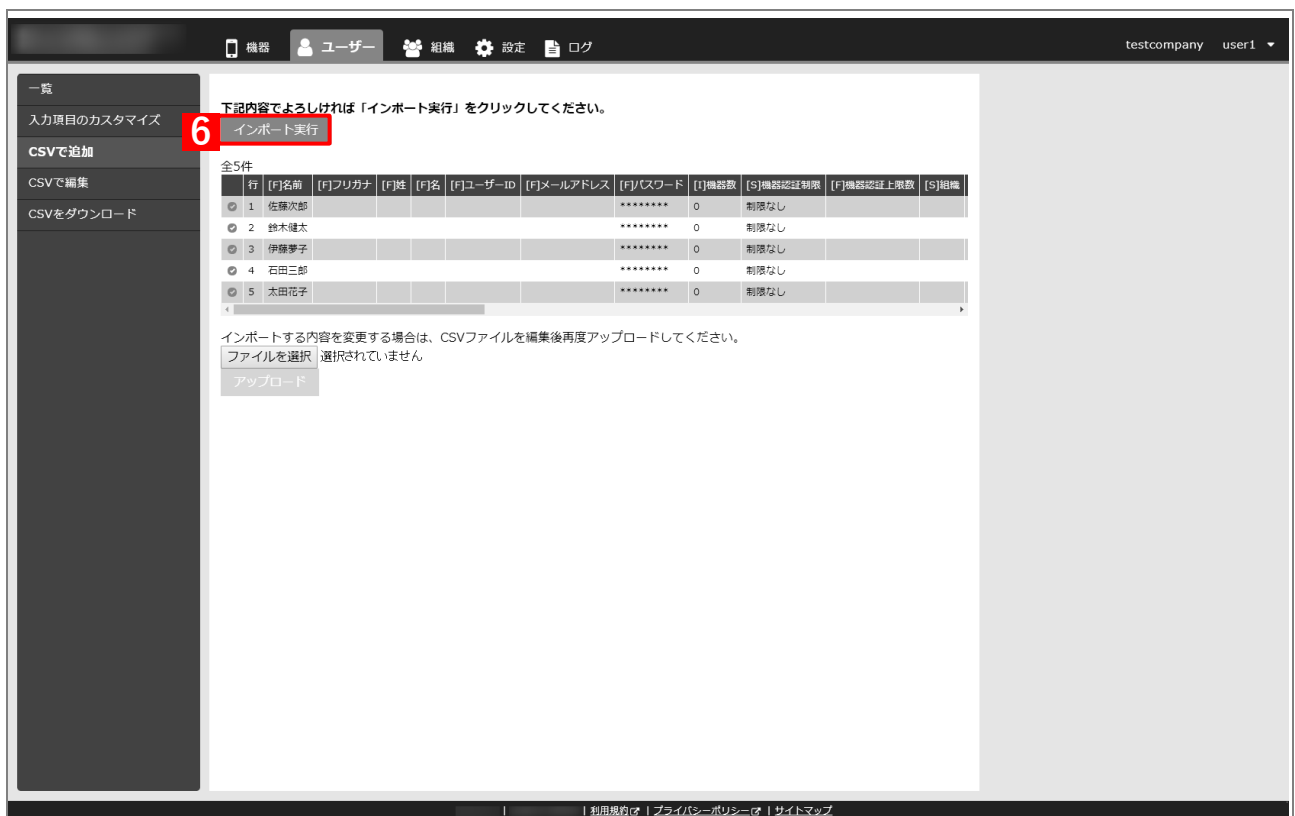 機器 ユーザー 組織 設定 ログ testcompany user1
一覧
入力項目のカスタマイズ
CSVで追加
CSVで編集
CSVをダウンロード
下記内容でよろしければ「インポート実行」をクリックしてください。
6 インポート実行
全5件
行 [F]名前 [F]フリガナ [F]姓 [F]名 [F]ユーザーID [F]メールアドレス [F]パスワード [I]機器数 [S]機器認証制限 [F]機器認証上限数 [S]組織
1 佐藤次郎 ******** 0 制限なし
2 鈴木健太 ******** 0 制限なし
3 伊藤夢子 ******** 0 制限なし
4 石田三郎 ******** 0 制限なし
5 太田花子 ******** 0 制限なし
インポートする内容を変更する場合は、CSVファイルを編集後再度アップロードしてください。
ファイルを選択 選択されていません
アップロード
| | 利用規約 | プライバシーポリシー | サイトマップ